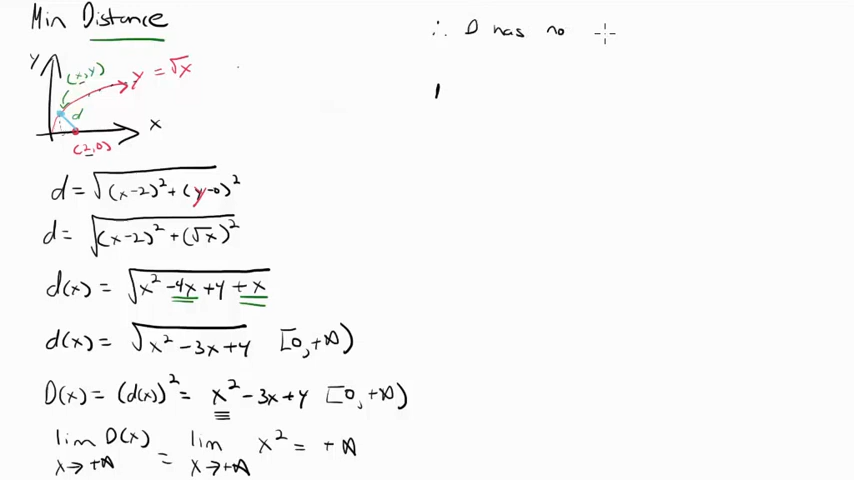 Min Distance
y
(x,y)
y = √x
d
x
(2,0)
d = √((x-2)² + (y-0)²)
d = √((x-2)² + (√x)²)
d(x) = √(x² - 4x + 4 + x)
d(x) = √(x² - 3x + 4) [0, +∞)
D(x) = (d(x))² = x² - 3x + 4 [0, +∞)
lim x→+∞ D(x) = lim x→+∞ x² = +∞
∴ D has no